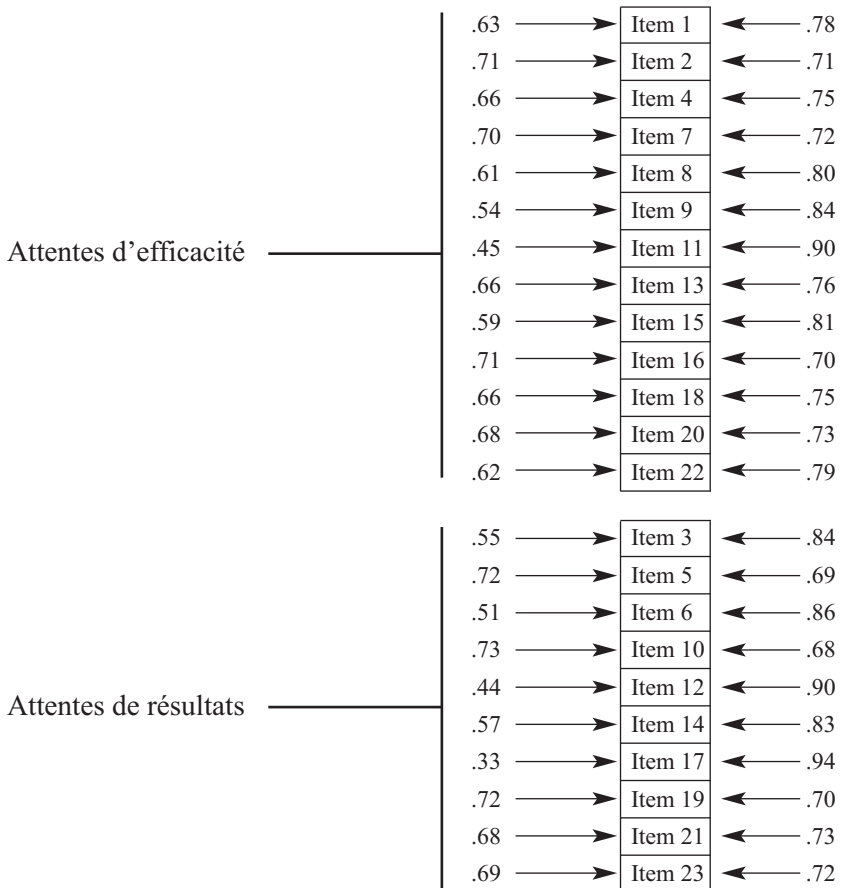 .63 Item 1 .78
.71 Item 2 .71
.66 Item 4 .75
.70 Item 7 .72
.61 Item 8 .80
.54 Item 9 .84
Attentes d’efficacité .45 Item 11 .90
.66 Item 13 .76
.59 Item 15 .81
.71 Item 16 .70
.66 Item 18 .75
.68 Item 20 .73
.62 Item 22 .79
.55 Item 3 .84
.72 Item 5 .69
.51 Item 6 .86
.73 Item 10 .68
.44 Item 12 .90
Attentes de résultats .57 Item 14 .83
.33 Item 17 .94
.72 Item 19 .70
.68 Item 21 .73
.69 Item 23 .72